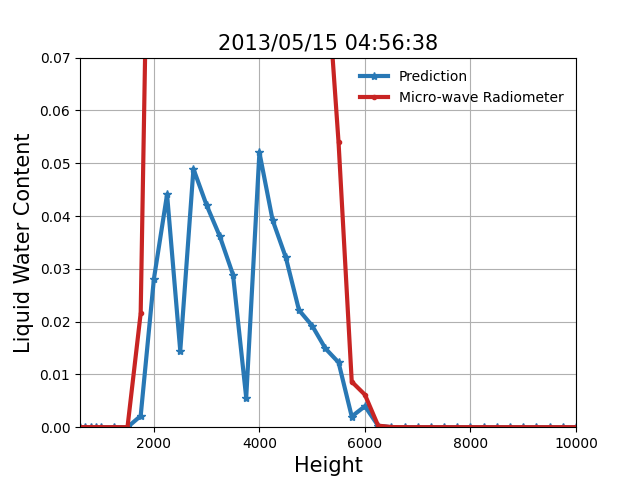 2013/05/15 04:56:38
0.07
0.06
0.05
0.04
0.03
0.02
0.01
0.00
Liquid Water Content
Prediction
Micro-wave Radiometer
2000 4000 6000 8000 10000
Height